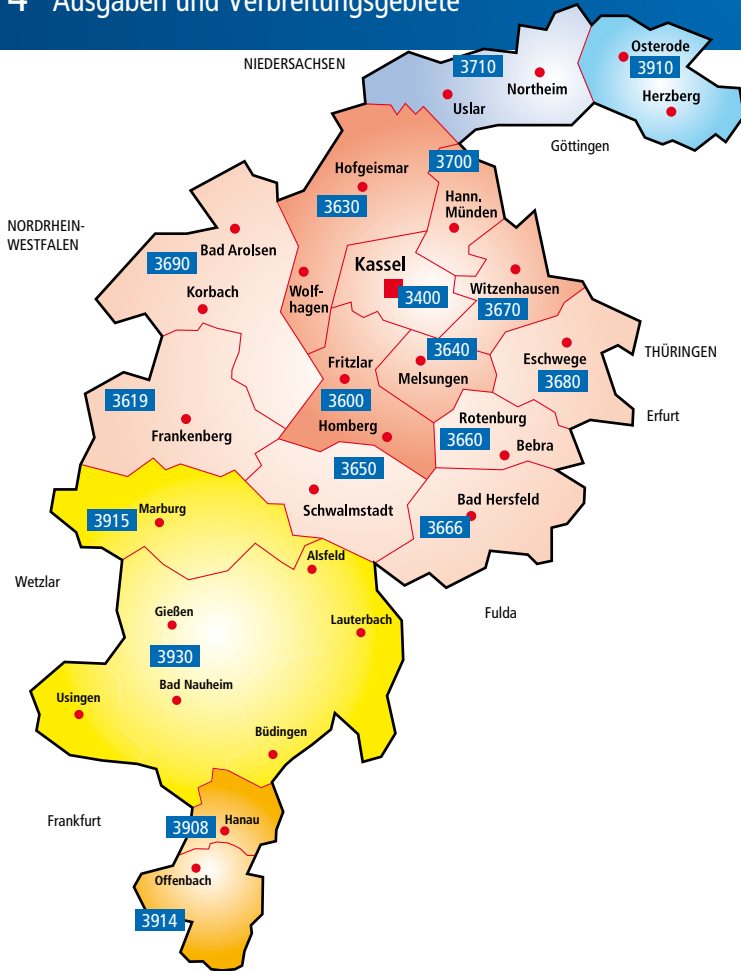 4 Ausgaben und Verbreitungsgebiete
NIEDERSACHSEN
3710
Northeim
Uslar
Osterode
3910
Herzberg
Göttingen
Hofgeismar
3630
3700
Hann.
Münden
NORDRHEIN-
WESTFALEN
Bad Arolsen
3690
Korbach
Wolf-
hagen
Kassel
3400
Witzenhausen
3670
3640
Melsungen
Eschwege
3680
THÜRINGEN
Erfurt
3619
Frankenberg
Fritzlar
3600
Homberg
Rotenburg
3660
Bebra
3650
Schwalmstadt
Bad Hersfeld
3666
Marburg
3915
Alsfeld
Wetzlar
Fulda
Gießen
Lauterbach
3930
Bad Nauheim
Usingen
Büdingen
Frankfurt
Hanau
3908
Offenbach
3914